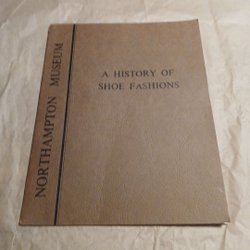 NORTHAMPTON MUSEUM
A HISTORY OF
SHOE FASHIONS